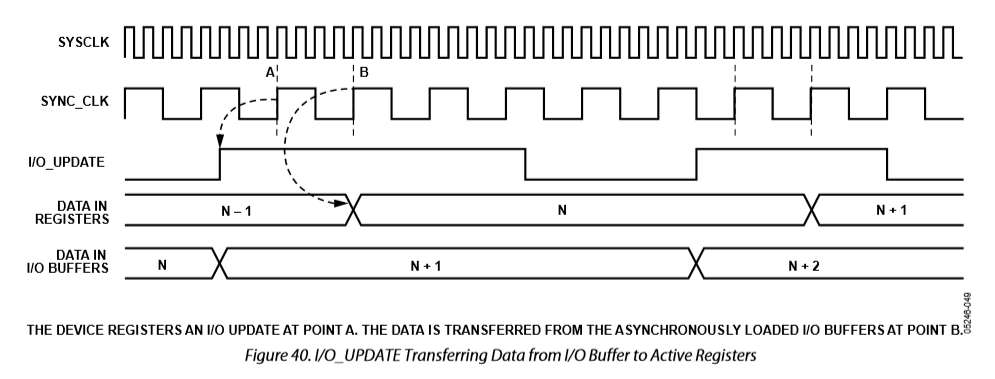 SYSCLK
A B
SYNC_CLK
I/O_UPDATE
DATA IN
REGISTERS
N – 1 N N + 1
DATA IN
I/O BUFFERS
N N + 1 N + 2
05246-049
THE DEVICE REGISTERS AN I/O UPDATE AT POINT A. THE DATA IS TRANSFERRED FROM THE ASYNCHRONOUSLY LOADED I/O BUFFERS AT POINT B.
Figure 40. I/O_UPDATE Transferring Data from I/O Buffer to Active Registers